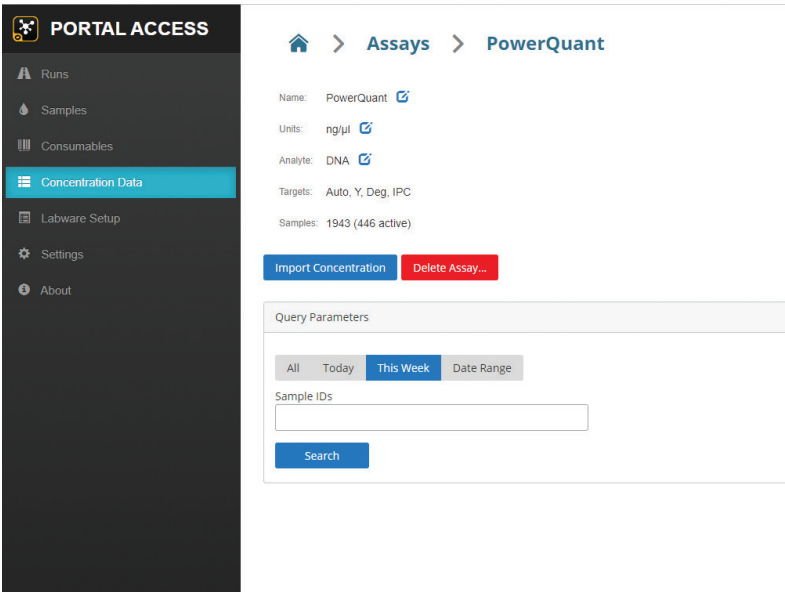 PORTAL ACCESS
Runs
Samples
Consumables
Concentration Data
Labware Setup
Settings
About
Assays PowerQuant
Name: PowerQuant
Units: ng/µl
Analyte: DNA
Targets: Auto, Y, Deg, IPC
Samples: 1943 (446 active)
Import Concentration Delete Assay...
Query Parameters
All Today This Week Date Range
Sample IDs
Search